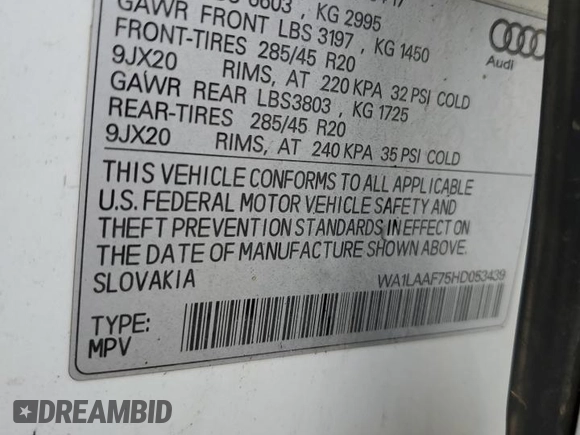 6603 , KG 2995
GAWR FRONT LBS 3197 , KG 1450
FRONT-TIRES 285/45 R20
9JX20 RIMS, AT 220 KPA 32 PSI COLD
GAWR REAR LBS3803 , KG 1725
REAR-TIRES 285/45 R20
9JX20 RIMS, AT 240 KPA 35 PSI COLD
Audi
THIS VEHICLE CONFORMS TO ALL APPLICABLE
U.S. FEDERAL MOTOR VEHICLE SAFETY AND
THEFT PREVENTION STANDARDS IN EFFECT ON
THE DATE OF MANUFACTURE SHOWN ABOVE.
SLOVAKIA
WA1LAAF75HD053439
TYPE:
MPV
DREAMBID